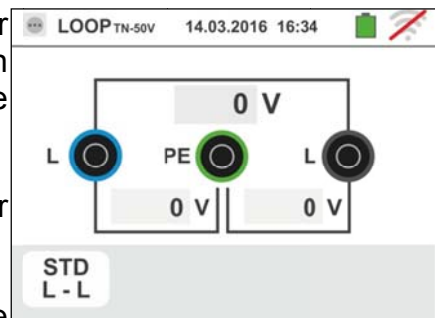 LOOP TN-50V 14.03.2016 16:34
0 V
L PE L
0 V 0 V
STD
L - L